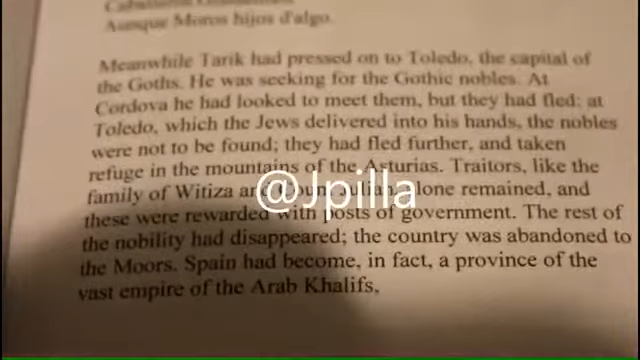 Aunque Moros hijos d'algo.
Meanwhile Tarik had pressed on to Toledo, the capital of
the Goths. He was seeking for the Gothic nobles. At
Cordova he had looked to meet them, but they had fled; at
Toledo, which the Jews delivered into his hands, the nobles
were not to be found; they had fled further, and taken
refuge in the mountains of the Asturias. Traitors, like the
family of Witiza and Count Julian, alone remained, and
these were rewarded with posts of government. The rest of
the nobility had disappeared; the country was abandoned to
the Moors. Spain had become, in fact, a province of the
vast empire of the Arab Khalifs,
@Jpilla